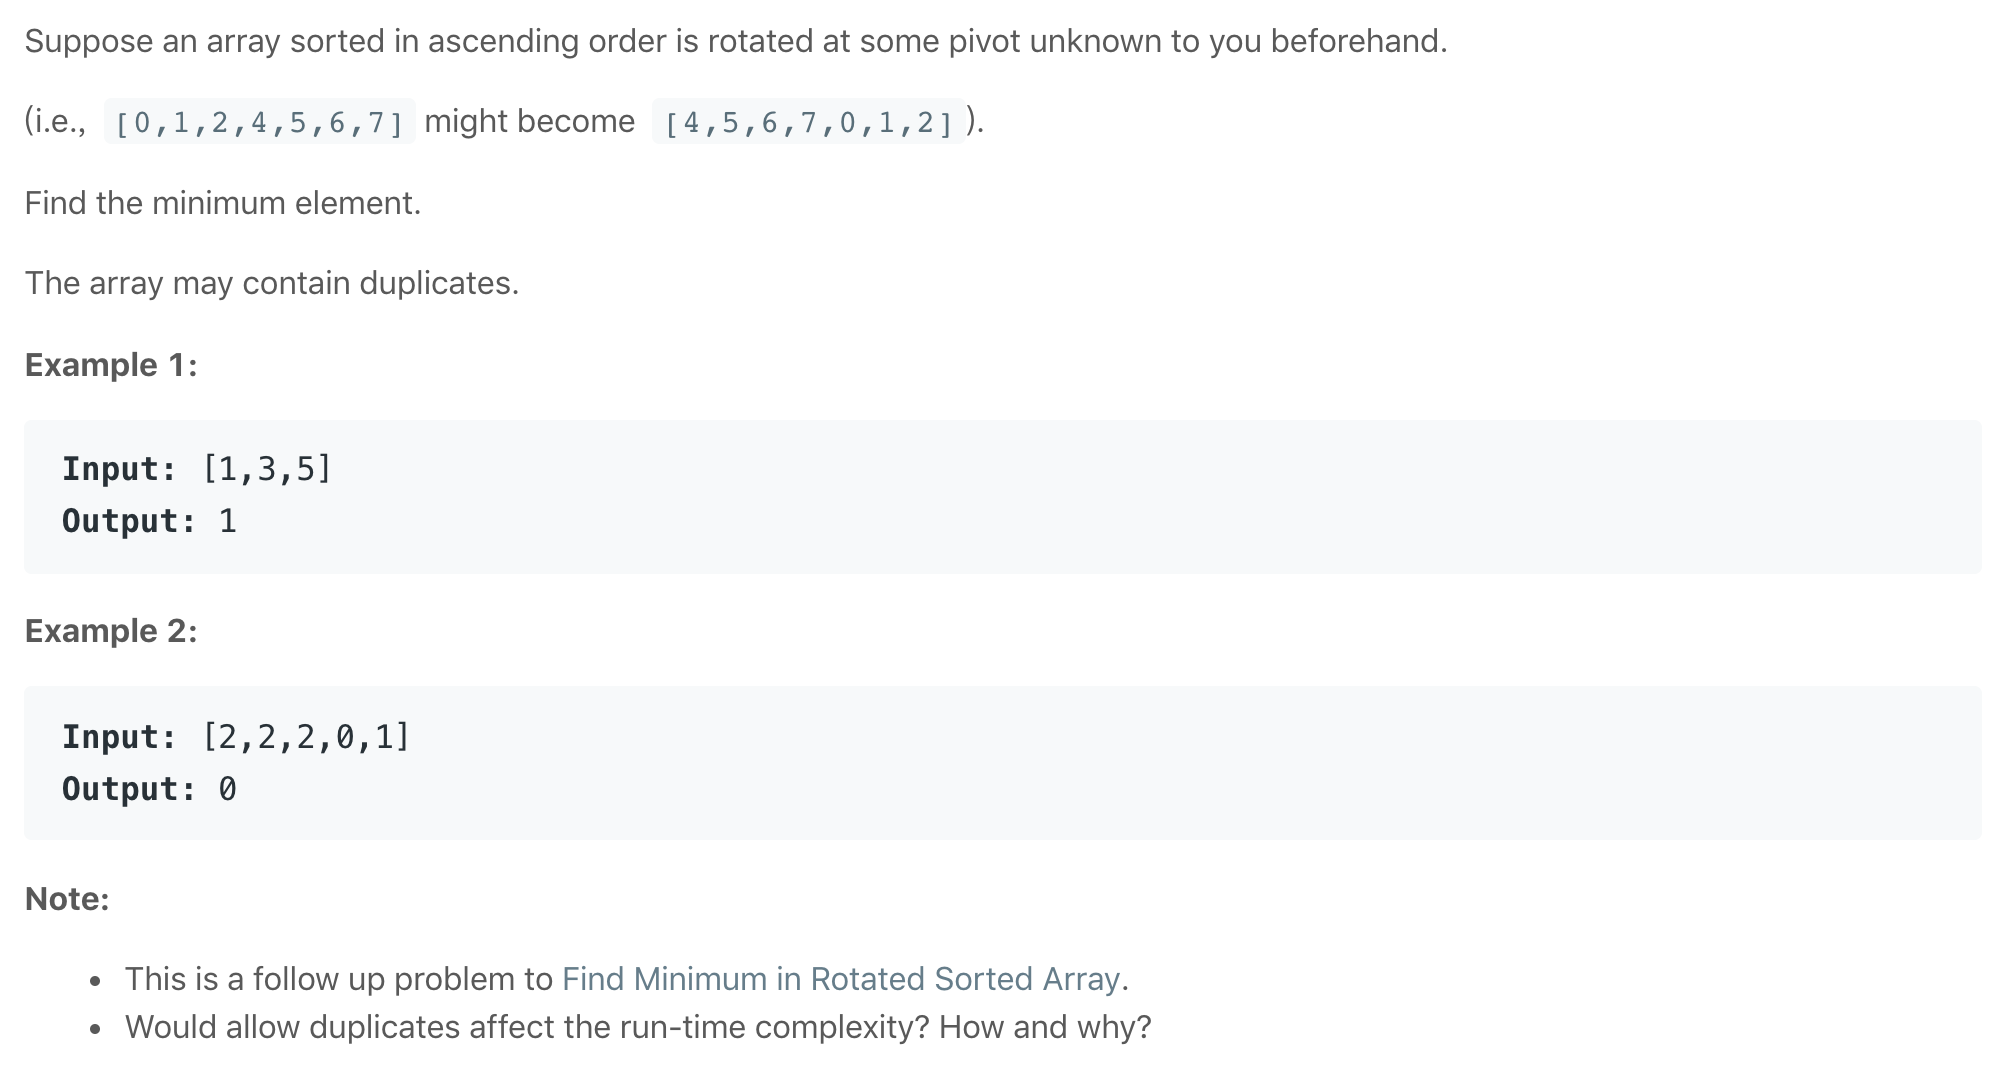 Suppose an array sorted in ascending order is rotated at some pivot unknown to you beforehand.
(i.e., [0,1,2,4,5,6,7] might become [4,5,6,7,0,1,2]).
Find the minimum element.
The array may contain duplicates.
Example 1:
Input: [1,3,5]
Output: 1
Example 2:
Input: [2,2,2,0,1]
Output: 0
Note:
• This is a follow up problem to Find Minimum in Rotated Sorted Array.
• Would allow duplicates affect the run-time complexity? How and why?